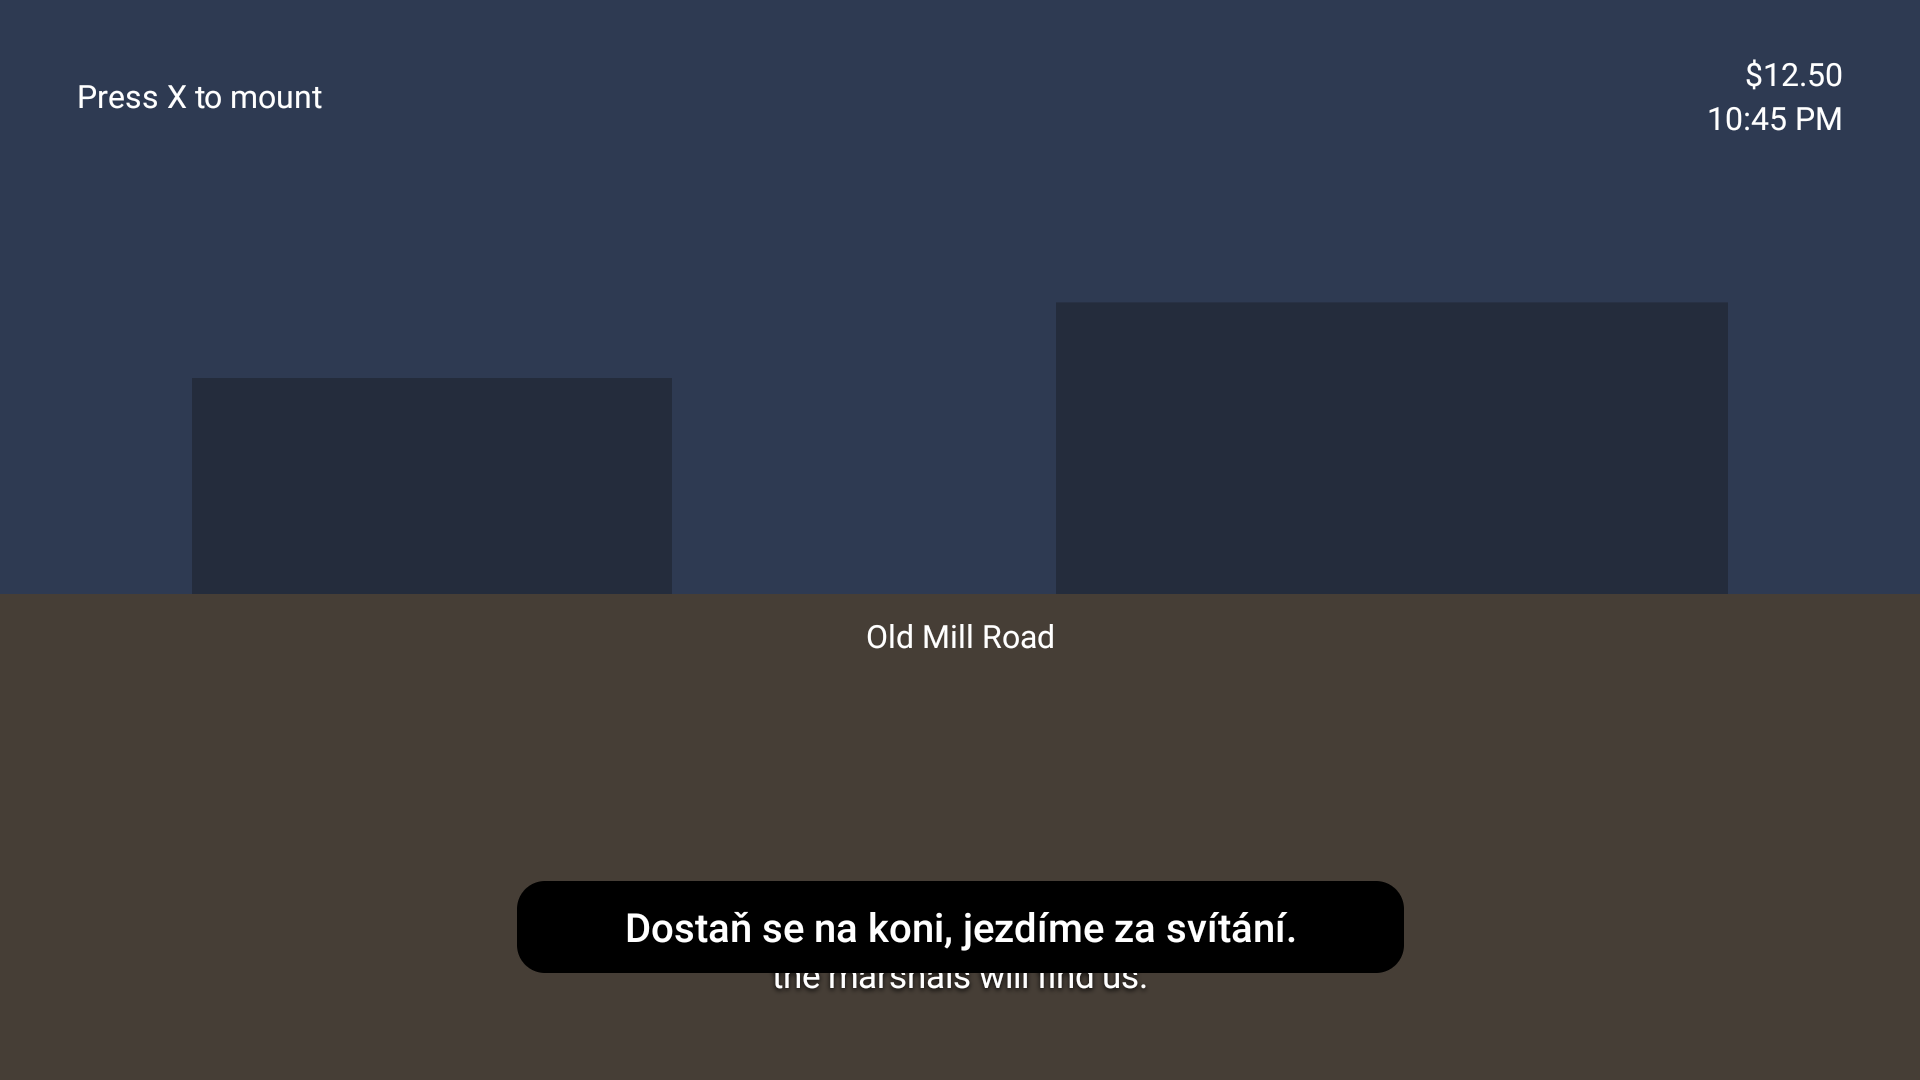 Press X to mount
$12.50
10:45 PM
Old Mill Road
Dostaň se na koni, jezdíme za svítání.
the marshals will find us.